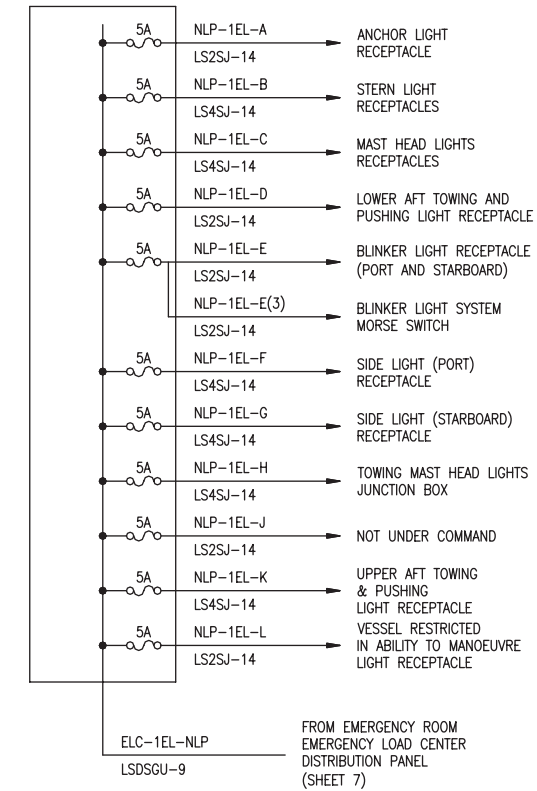 5A NLP-1EL-A
LS2SJ-14
ANCHOR LIGHT
RECEPTACLE
5A NLP-1EL-B
LS4SJ-14
STERN LIGHT
RECEPTACLES
5A NLP-1EL-C
LS4SJ-14
MAST HEAD LIGHTS
RECEPTACLES
5A NLP-1EL-D
LS2SJ-14
LOWER AFT TOWING AND
PUSHING LIGHT RECEPTACLE
5A NLP-1EL-E
LS2SJ-14
BLINKER LIGHT RECEPTACLE
(PORT AND STARBOARD)
NLP-1EL-E(3)
LS2SJ-14
BLINKER LIGHT SYSTEM
MORSE SWITCH
5A NLP-1EL-F
LS4SJ-14
SIDE LIGHT (PORT)
RECEPTACLE
5A NLP-1EL-G
LS4SJ-14
SIDE LIGHT (STARBOARD)
RECEPTACLE
5A NLP-1EL-H
LS4SJ-14
TOWING MAST HEAD LIGHTS
JUNCTION BOX
5A NLP-1EL-J
LS2SJ-14
NOT UNDER COMMAND
5A NLP-1EL-K
LS4SJ-14
UPPER AFT TOWING
& PUSHING
LIGHT RECEPTACLE
5A NLP-1EL-L
LS2SJ-14
VESSEL RESTRICTED
IN ABILITY TO MANOEUVRE
LIGHT RECEPTACLE
ELC-1EL-NLP
LSDSGU-9
FROM EMERGENCY ROOM
EMERGENCY LOAD CENTER
DISTRIBUTION PANEL
(SHEET 7)